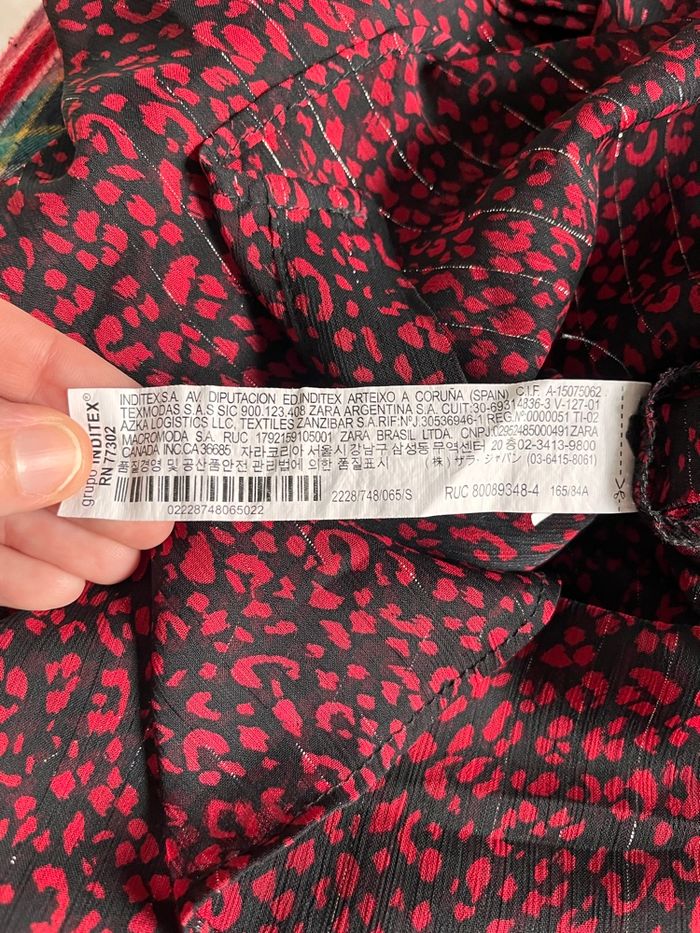 grupo INDITEX®
RN 77302
INDITEX,S.A. AV. DIPUTACION ED.INDITEX ARTEIXO A CORUÑA (SPAIN) C.I.F. A-15075062
TEXMODAS S.A.S SIC 900.123.408 ZARA ARGENTINA S.A. CUIT:30-69314836-3 V-127-01
AZKA LOGISTICS LLC, TEXTILES ZANZIBAR S.A.RIF:NºJ.30536946-1 REG.Nº0000051 11-02
MACROMODA S.A. RUC 1792159105001 ZARA BRASIL LTDA. CNPJ:02952485000491ZARA
CANADA INC.CA36685 자라코리아 서울시 강남구 삼성동 무역센터 20층 02-3413-9800
품질경영 및 공산품안전 관리법에 의한 품질표시 (株) ザラ・ジャパン (03-6415-8061)
2228/748/065/S RUC 80089348-4 165/84A
02228748065022